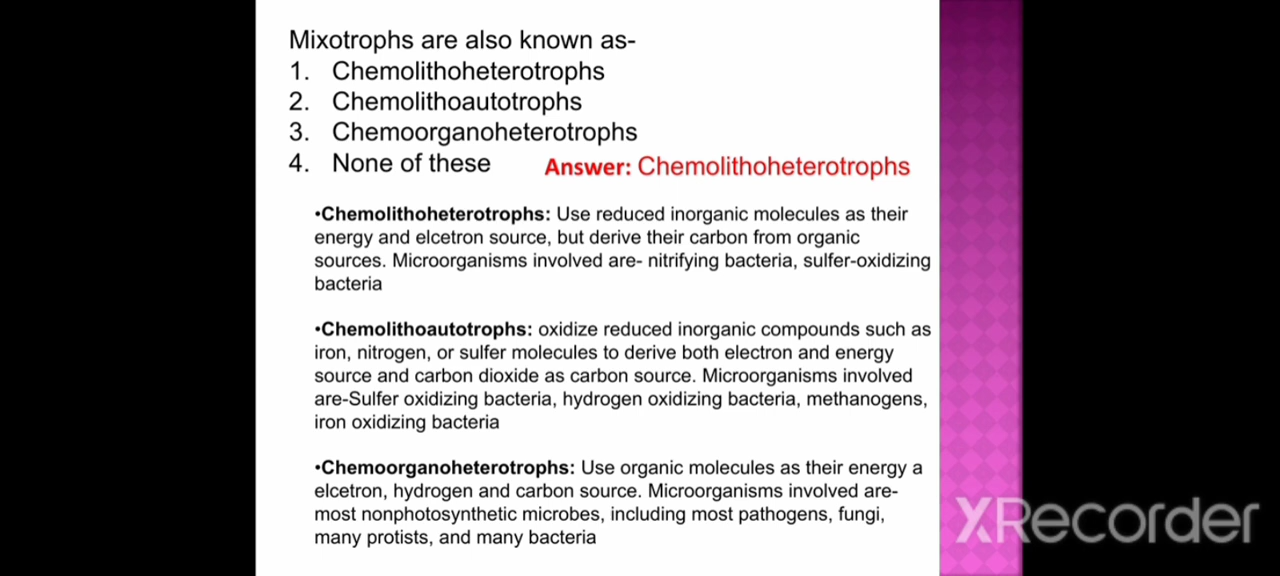 Mixotrophs are also known as-
1. Chemolithoheterotrophs
2. Chemolithoautotrophs
3. Chemoorganoheterotrophs
4. None of these
Answer: Chemolithoheterotrophs
•Chemolithoheterotrophs: Use reduced inorganic molecules as their
energy and elcetron source, but derive their carbon from organic
sources. Microorganisms involved are- nitrifying bacteria, sulfer-oxidizing
bacteria
•Chemolithoautotrophs: oxidize reduced inorganic compounds such as
iron, nitrogen, or sulfer molecules to derive both electron and energy
source and carbon dioxide as carbon source. Microorganisms involved
are-Sulfer oxidizing bacteria, hydrogen oxidizing bacteria, methanogens,
iron oxidizing bacteria
•Chemoorganoheterotrophs: Use organic molecules as their energy a
elcetron, hydrogen and carbon source. Microorganisms involved are-
most nonphotosynthetic microbes, including most pathogens, fungi,
many protists, and many bacteria
XRecorder